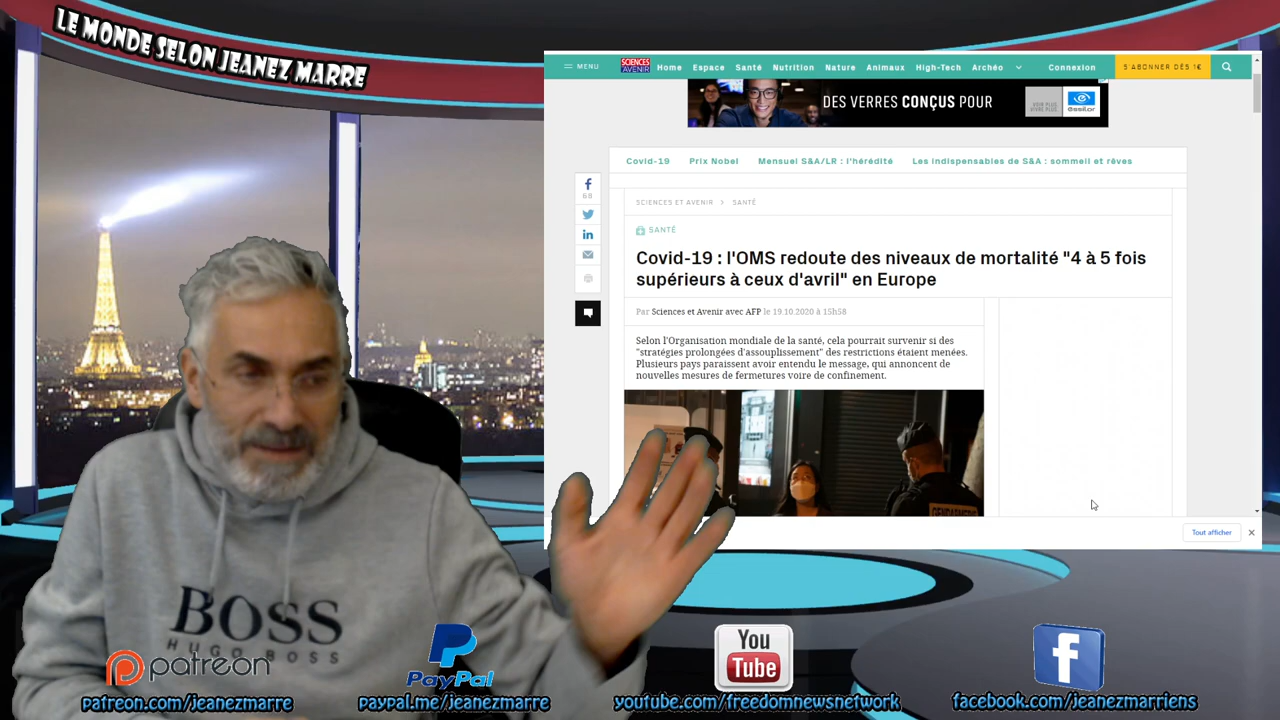 LE MONDE SELON JEANEZ MARRE
MENU
SCIENCES AVENIR
Home Espace Santé Nutrition Nature Animaux High-Tech Archéo
Connexion
S'ABONNER DÈS 1€
DES VERRES CONÇUS POUR
VOIR PLUS. VIVRE PLUS.
essilor
Covid-19 Prix Nobel Mensuel S&A/LR : l'hérédité Les indispensables de S&A : sommeil et rêves
68
SCIENCES ET AVENIR > SANTÉ
SANTÉ
Covid-19 : l'OMS redoute des niveaux de mortalité "4 à 5 fois
supérieurs à ceux d'avril" en Europe
Par Sciences et Avenir avec AFP le 19.10.2020 à 15h58
Selon l'Organisation mondiale de la santé, cela pourrait survenir si des
"stratégies prolongées d'assouplissement" des restrictions étaient menées.
Plusieurs pays paraissent avoir entendu le message, qui annoncent de
nouvelles mesures de fermetures voire de confinement.
GENDARMERIE
Tout afficher
BOSS
HUGO BOSS
patreon
PayPal
You
Tube
patreon.com/jeanezmarre
paypal.me/jeanezmarre
youtube.com/freedomnewsnetwork
facebook.com/jeanezmarriens